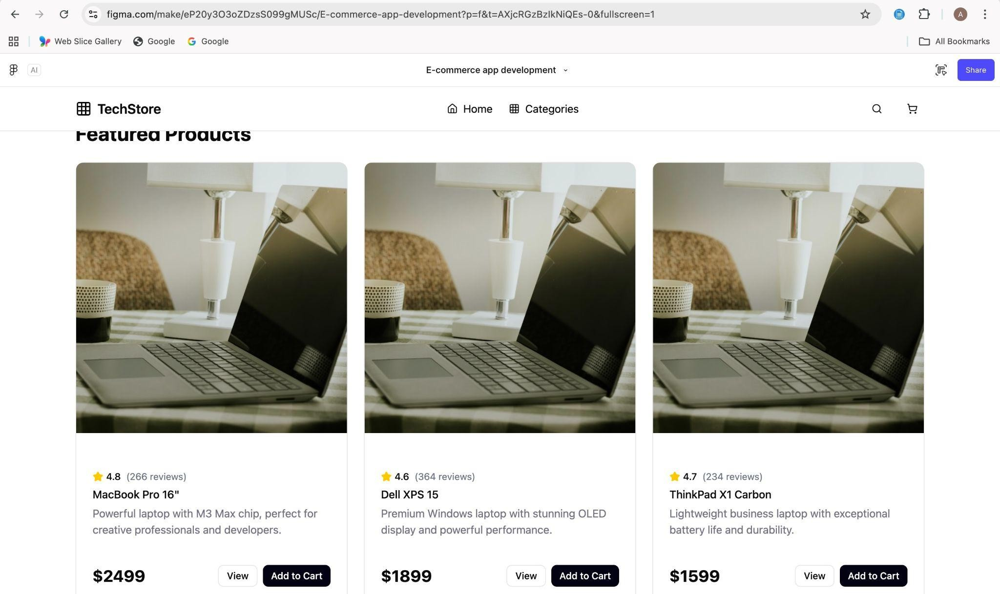 figma.com/make/eP20y3O3oZDzsS099gMUSc/E-commerce-app-development?p=f&t=AXjcRGzBzIkNiQEs-0&fullscreen=1
A
Web Slice Gallery
Google
Google
All Bookmarks
AI
E-commerce app development
Share
TechStore
Home
Categories
Featured Products
4.8 (266 reviews)
MacBook Pro 16"
Powerful laptop with M3 Max chip, perfect for
creative professionals and developers.
$2499
View
Add to Cart
4.6 (364 reviews)
Dell XPS 15
Premium Windows laptop with stunning OLED
display and powerful performance.
$1899
View
Add to Cart
4.7 (234 reviews)
ThinkPad X1 Carbon
Lightweight business laptop with exceptional
battery life and durability.
$1599
View
Add to Cart